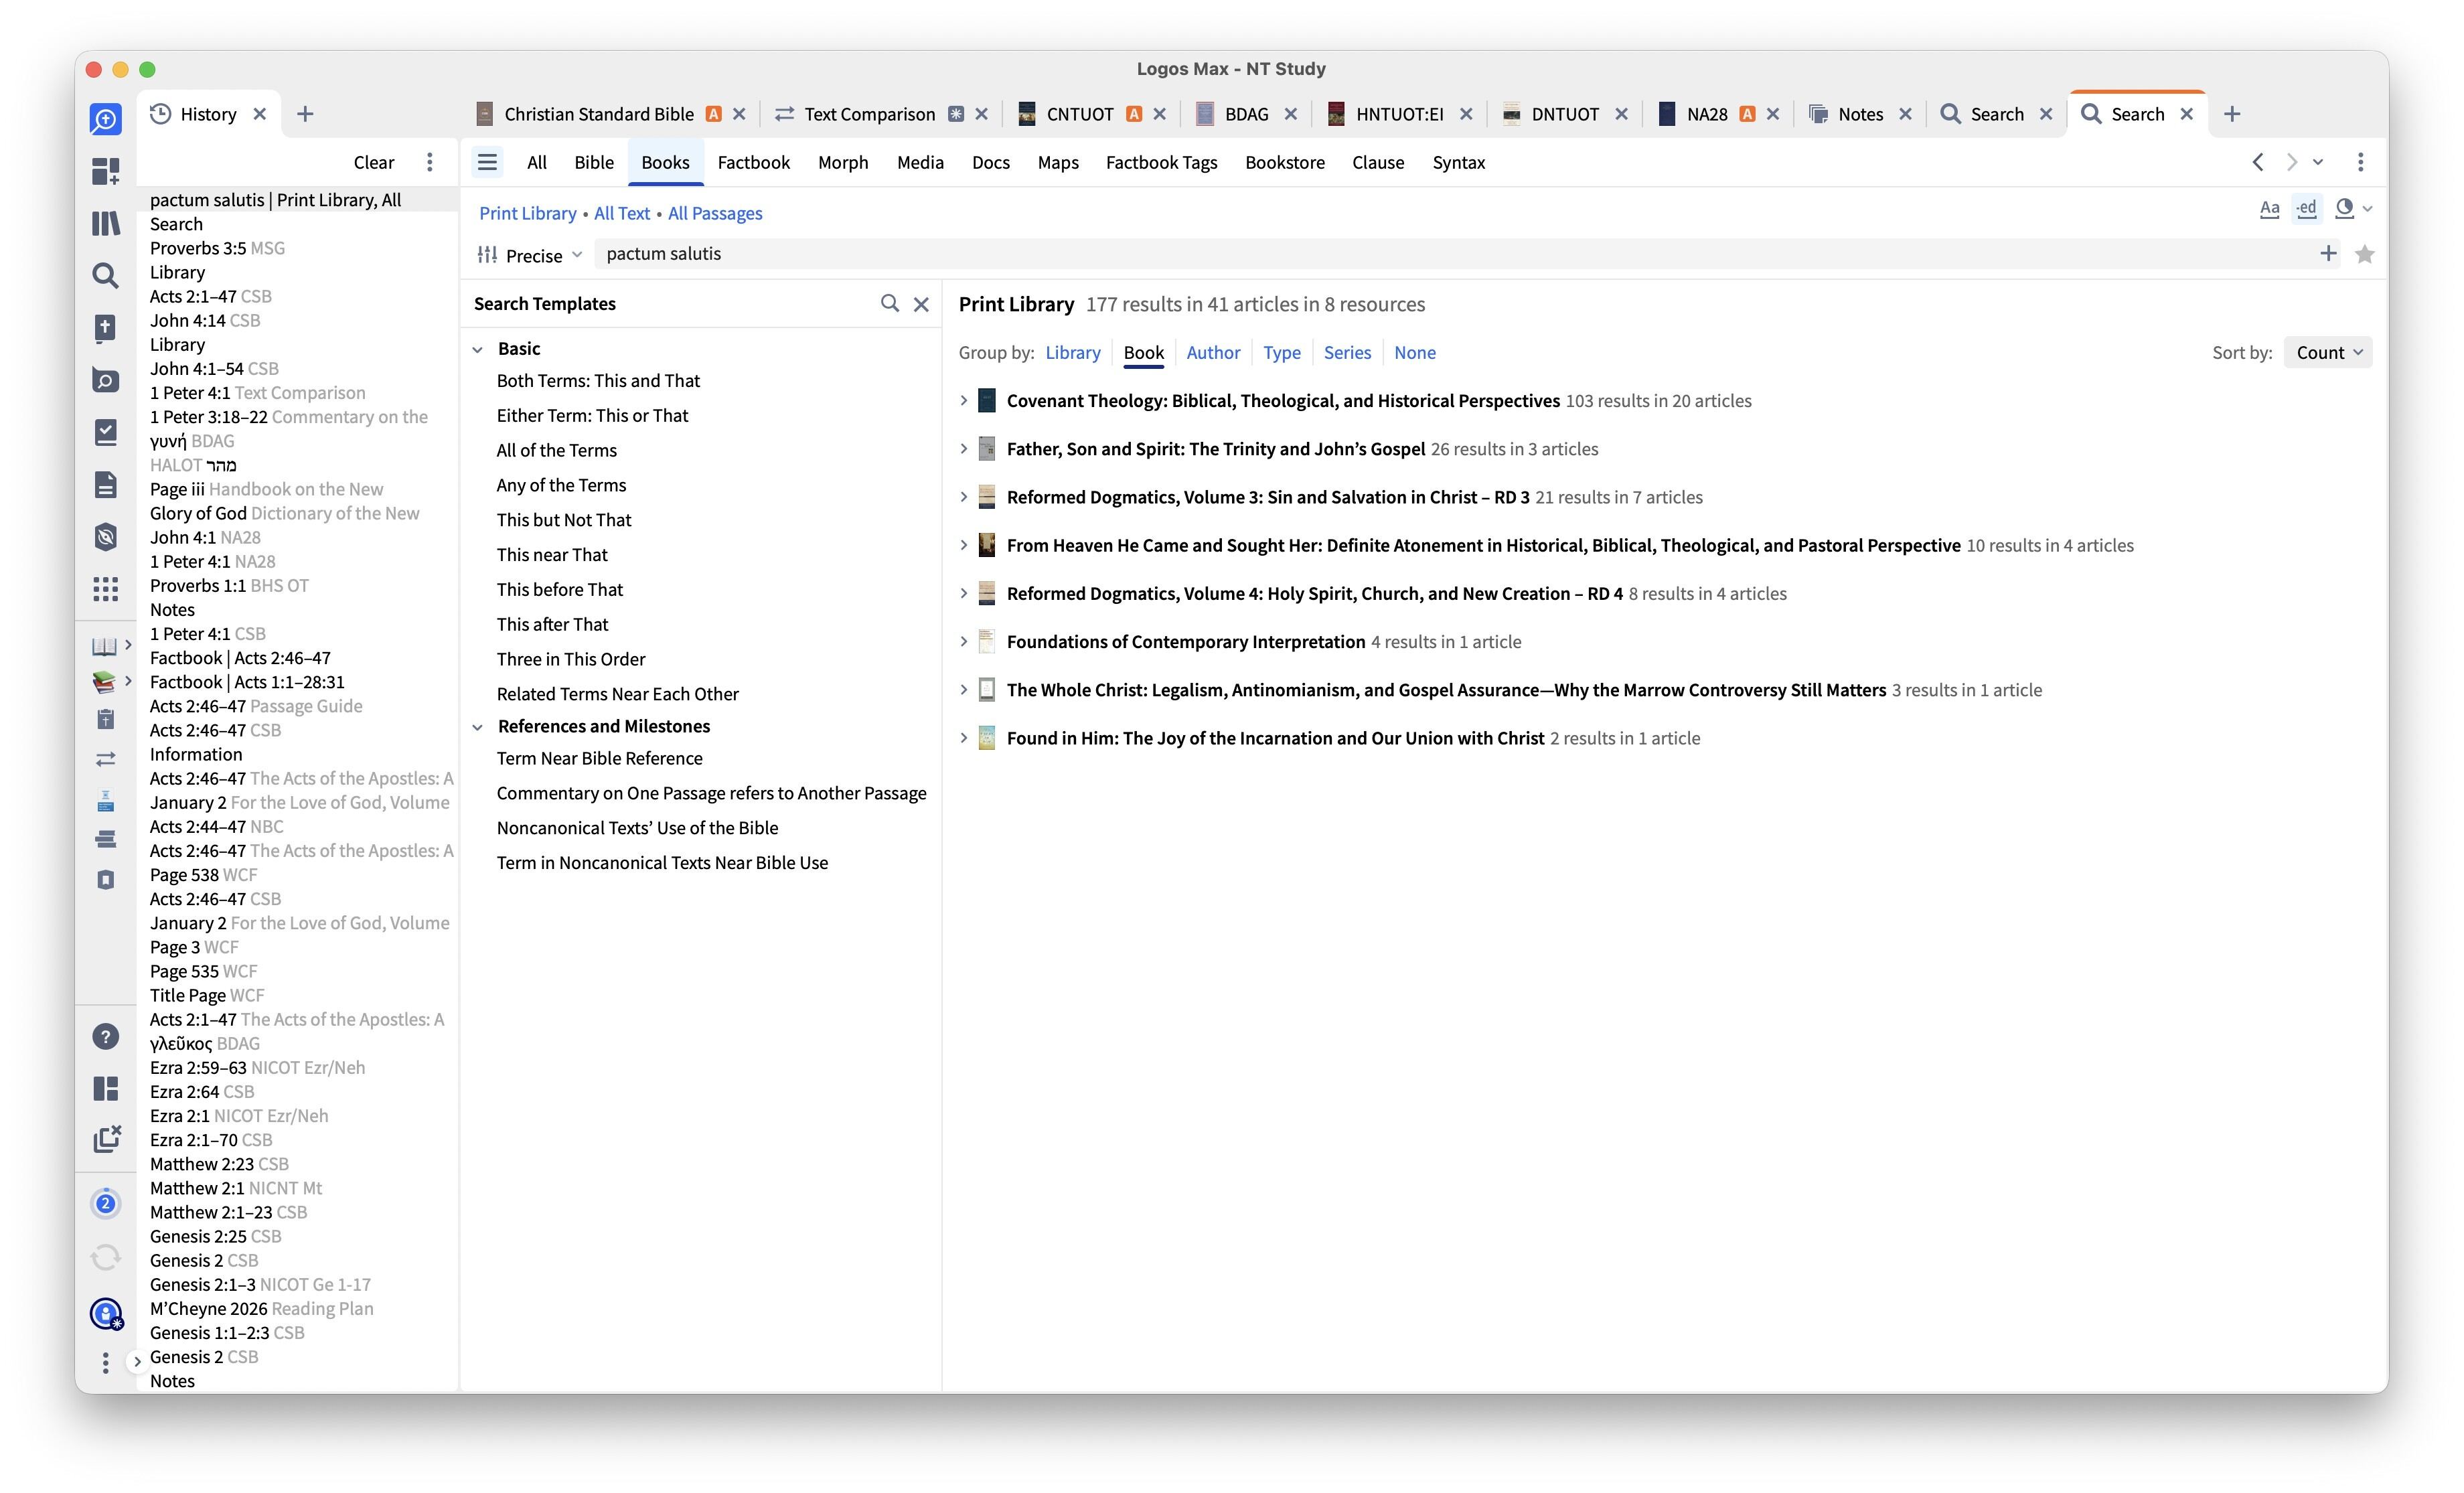 Logos Max - NT Study
History
Christian Standard Bible A
Text Comparison
CNTUOT A
BDAG
HNTUOT:EI
DNTUOT
NA28 A
Notes
Search
Search
Clear
All Bible Books Factbook Morph Media Docs Maps Factbook Tags Bookstore Clause Syntax
pactum salutis | Print Library, All
Search
Proverbs 3:5 MSG
Library
Acts 2:1–47 CSB
John 4:14 CSB
Library
John 4:1–54 CSB
1 Peter 4:1 Text Comparison
1 Peter 3:18–22 Commentary on the
γυνή BDAG
HALOT מהר
Page iii Handbook on the New
Glory of God Dictionary of the New
John 4:1 NA28
1 Peter 4:1 NA28
Proverbs 1:1 BHS OT
Notes
1 Peter 4:1 CSB
Factbook | Acts 2:46–47
Factbook | Acts 1:1–28:31
Acts 2:46–47 Passage Guide
Acts 2:46–47 CSB
Information
Acts 2:46–47 The Acts of the Apostles: A
January 2 For the Love of God, Volume
Acts 2:44–47 NBC
Acts 2:46–47 The Acts of the Apostles: A
Page 538 WCF
Acts 2:46–47 CSB
January 2 For the Love of God, Volume
Page 3 WCF
Page 535 WCF
Title Page WCF
Acts 2:1–47 The Acts of the Apostles: A
γλεῦκος BDAG
Ezra 2:59–63 NICOT Ezr/Neh
Ezra 2:64 CSB
Ezra 2:1 NICOT Ezr/Neh
Ezra 2:1–70 CSB
Matthew 2:23 CSB
Matthew 2:1 NICNT Mt
Matthew 2:1–23 CSB
Genesis 2:25 CSB
Genesis 2 CSB
Genesis 2:1–3 NICOT Ge 1-17
M’Cheyne 2026 Reading Plan
Genesis 1:1–2:3 CSB
Genesis 2 CSB
Notes
2
Print Library • All Text • All Passages
Aa -ed
Precise pactum salutis
Search Templates
Basic
Both Terms: This and That
Either Term: This or That
All of the Terms
Any of the Terms
This but Not That
This near That
This before That
This after That
Three in This Order
Related Terms Near Each Other
References and Milestones
Term Near Bible Reference
Commentary on One Passage refers to Another Passage
Noncanonical Texts’ Use of the Bible
Term in Noncanonical Texts Near Bible Use
Print Library 177 results in 41 articles in 8 resources
Group by: Library Book Author Type Series None
Sort by: Count
Covenant Theology: Biblical, Theological, and Historical Perspectives 103 results in 20 articles
Father, Son and Spirit: The Trinity and John’s Gospel 26 results in 3 articles
Reformed Dogmatics, Volume 3: Sin and Salvation in Christ – RD 3 21 results in 7 articles
From Heaven He Came and Sought Her: Definite Atonement in Historical, Biblical, Theological, and Pastoral Perspective 10 results in 4 articles
Reformed Dogmatics, Volume 4: Holy Spirit, Church, and New Creation – RD 4 8 results in 4 articles
Foundations of Contemporary Interpretation 4 results in 1 article
The Whole Christ: Legalism, Antinomianism, and Gospel Assurance—Why the Marrow Controversy Still Matters 3 results in 1 article
Found in Him: The Joy of the Incarnation and Our Union with Christ 2 results in 1 article